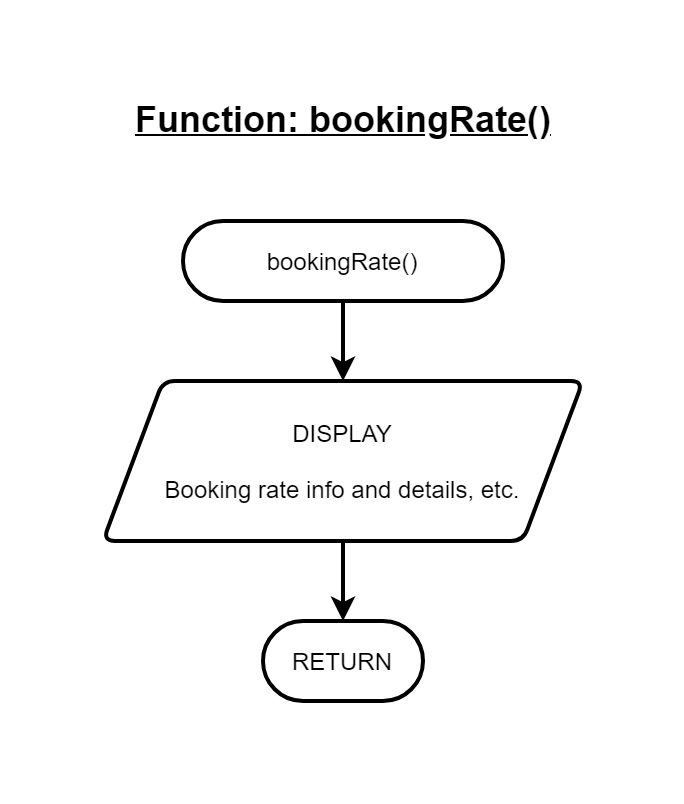 Function: bookingRate()
bookingRate()
DISPLAY
Booking rate info and details, etc.
RETURN